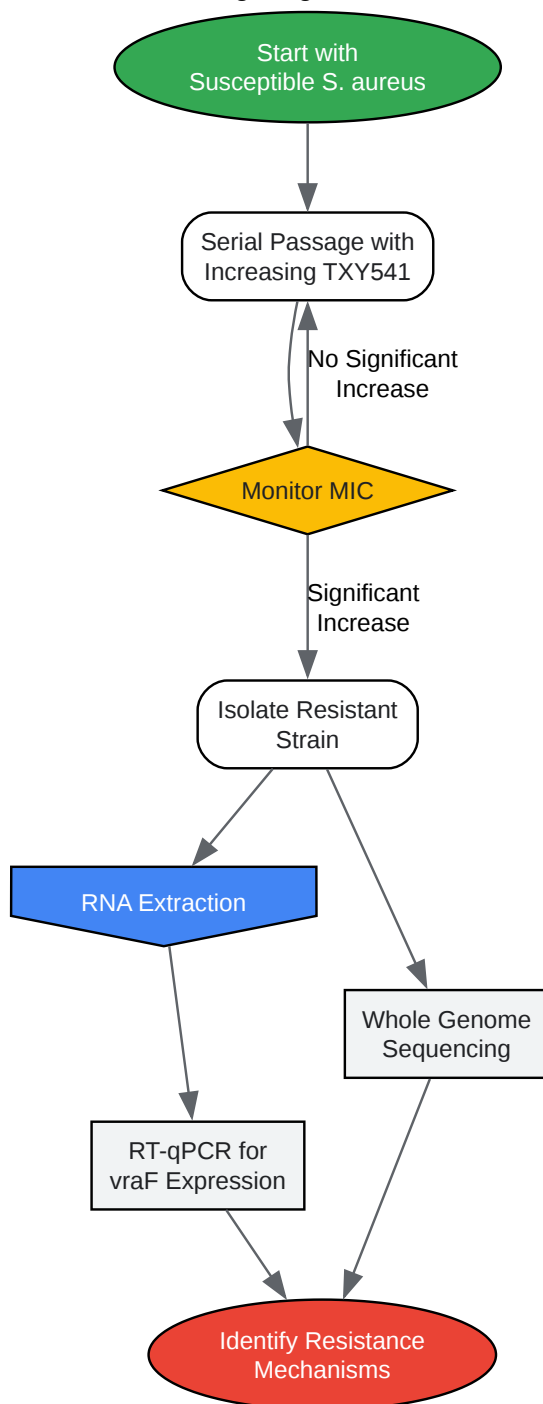 Start with
Susceptible S. aureus
Serial Passage with
Increasing TXY541
No Significant
Increase
Monitor MIC
Significant
Increase
Isolate Resistant
Strain
RNA Extraction
Whole Genome
Sequencing
RT-qPCR for
vraF Expression
Identify Resistance
Mechanisms